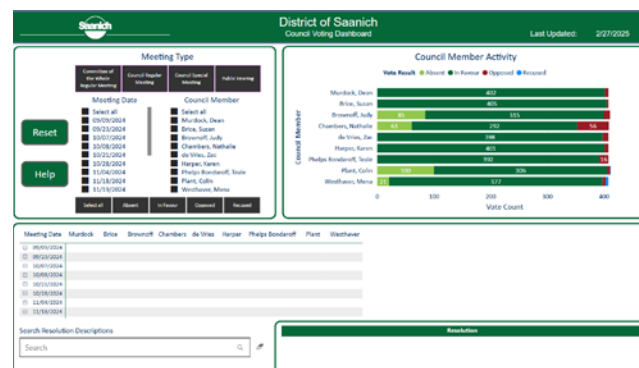 Saanich
District of Saanich
Council Voting Dashboard
Last Updated: 2/27/2025
Meeting Type
Committee of the Whole Regular Meeting
Council Regular Meeting
Council Special Meeting
Public Hearing
Meeting Date
Select all
09/09/2024
09/23/2024
10/07/2024
10/08/2024
10/21/2024
10/28/2024
11/04/2024
11/18/2024
11/19/2024
Council Member
Select all
Murdock, Dean
Brice, Susan
Brownoff, Judy
Chambers, Nathalie
de Vries, Zac
Harper, Karen
Phelps Bondaroff, Teale
Plant, Colin
Westhaven, Mena
Reset
Help
Select all
Absent
In Favour
Opposed
Recused
Council Member Activity
Vote Result Absent In Favour Opposed Recused
Council Member
Murdock, Dean 402
Brice, Susan 405
Brownoff, Judy 85
Chambers, Nathalie 61 292 56
de Vries, Zac 398
Harper, Karen 403
Phelps Bondaroff, Teale 392 16
Plant, Colin 100 306
Westhaver, Mena 21 377
0 100 200 300 400
Vote Count
Meeting Date Murdock Brice Brownoff Chambers de Vries Harper Phelps Bondaroff Plant Westhaver
09/09/2024
09/23/2024
10/07/2024
10/08/2024
10/21/2024
10/28/2024
11/04/2024
11/18/2024
Search Resolution Descriptions
Search
Resolution